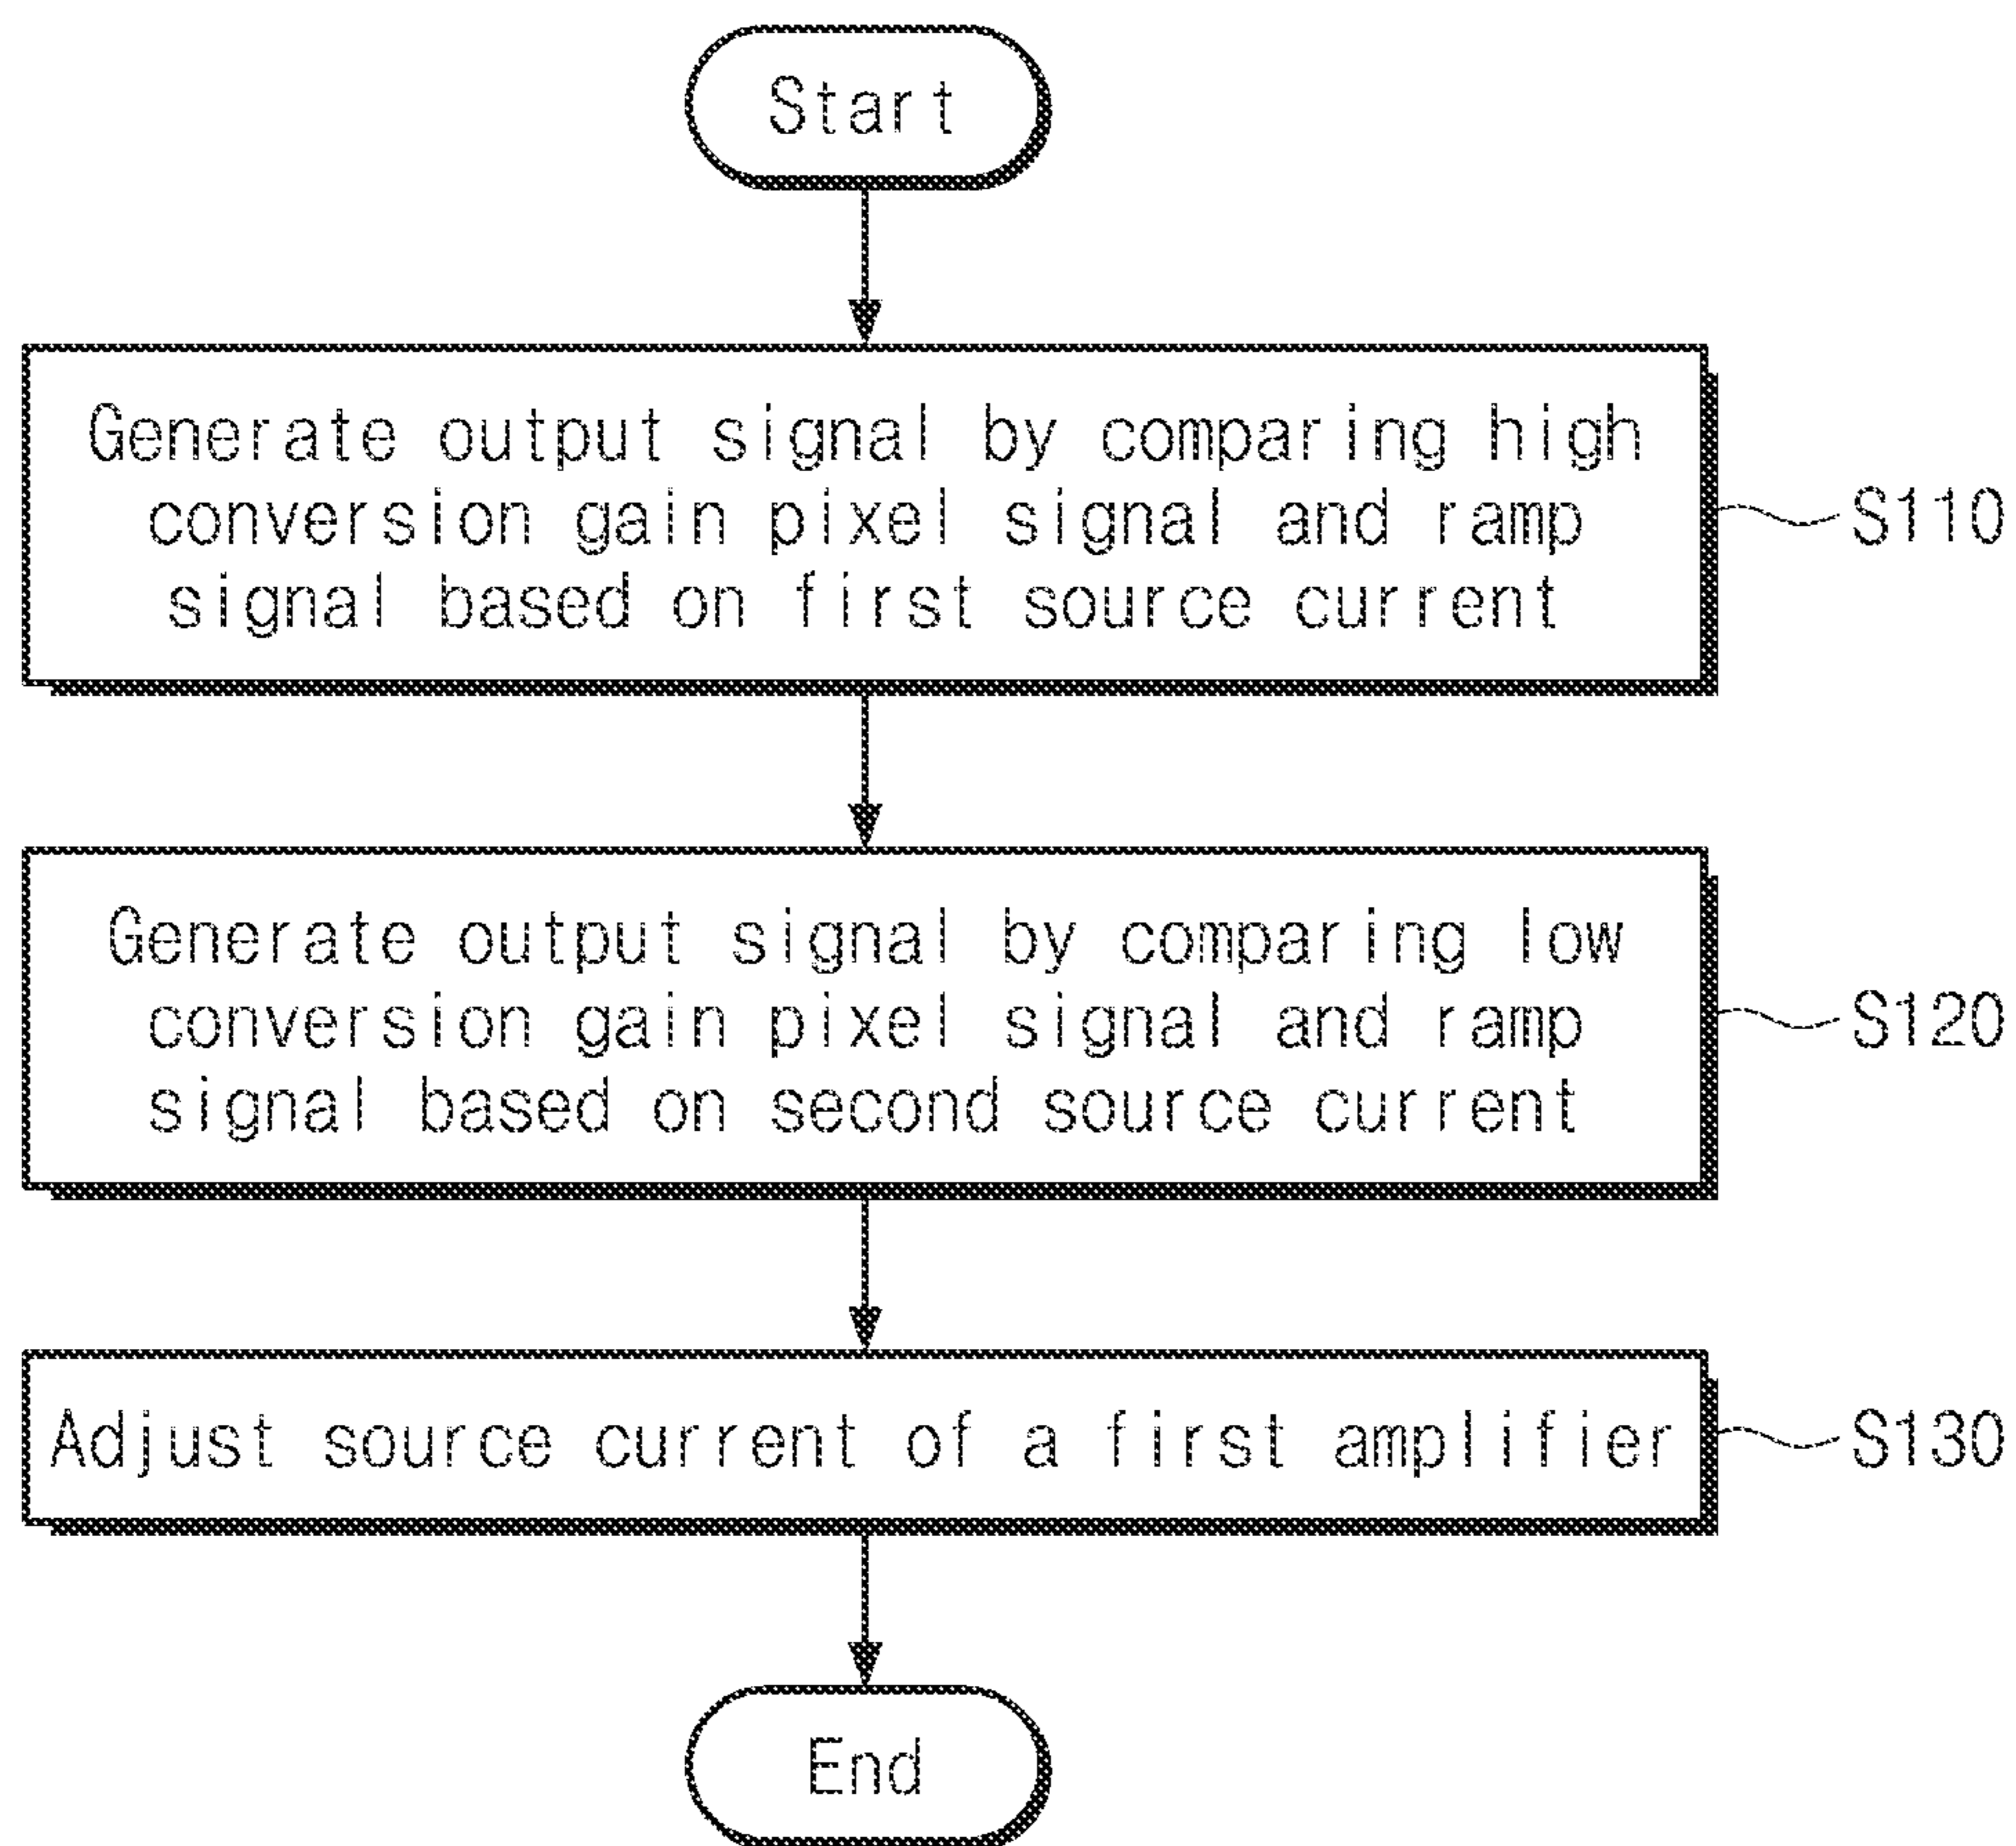 Start
Generate output signal by comparing high
conversion gain pixel signal and ramp
signal based on first source current
S110
Generate output signal by comparing low
conversion gain pixel signal and ramp
signal based on second source current
S120
Adjust source current of a first amplifier
S130
End